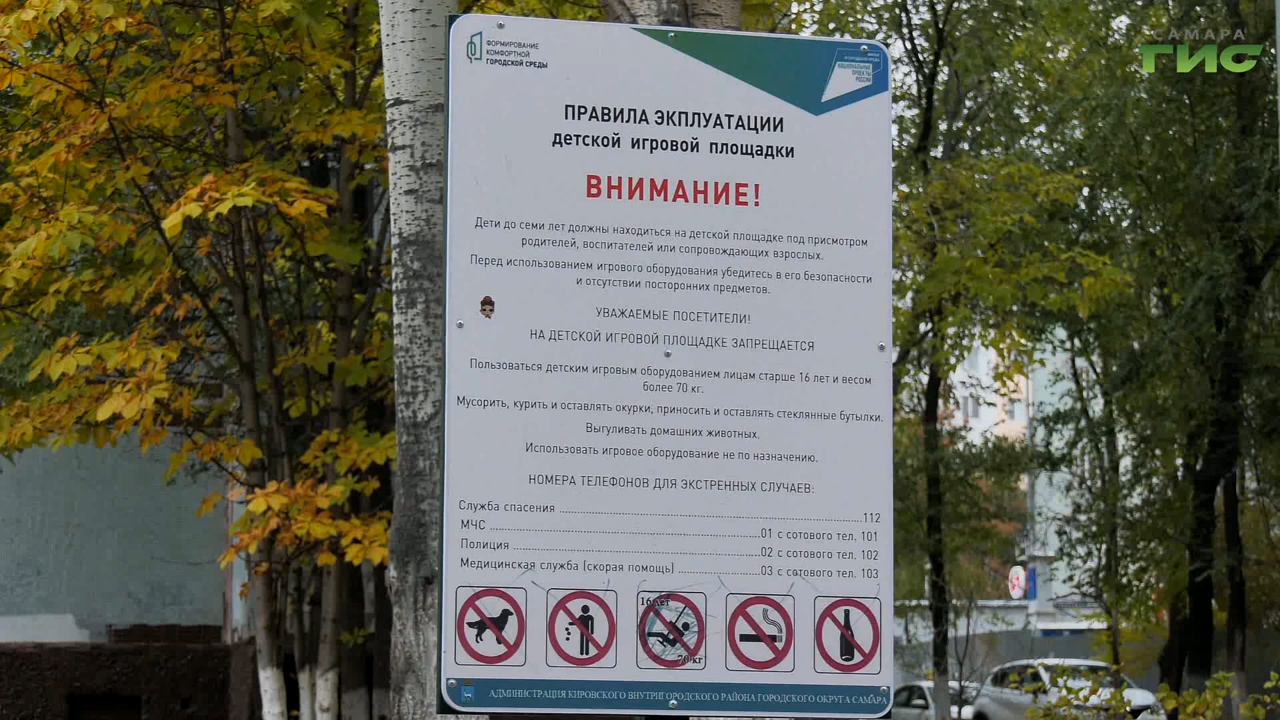 САМАРА
ГИС
ФОРМИРОВАНИЕ
КОМФОРТНОЙ
ГОРОДСКОЙ СРЕДЫ
НАЦИОНАЛЬНЫЕ
ПРОЕКТЫ
РОССИИ
ПРАВИЛА ЭКПЛУАТАЦИИ
детской игровой площадки
ВНИМАНИЕ!
Дети до семи лет должны находиться на детской площадке под присмотром
родителей, воспитателей или сопровождающих взрослых.
Перед использованием игрового оборудования убедитесь в его безопасности
и отсутствии посторонних предметов.
УВАЖАЕМЫЕ ПОСЕТИТЕЛИ!
НА ДЕТСКОЙ ИГРОВОЙ ПЛОЩАДКЕ ЗАПРЕЩАЕТСЯ
Пользоваться детским игровым оборудованием лицам старше 16 лет и весом
более 70 кг.
Мусорить, курить и оставлять окурки, приносить и оставлять стеклянные бутылки.
Выгуливать домашних животных.
Использовать игровое оборудование не по назначению.
НОМЕРА ТЕЛЕФОНОВ ДЛЯ ЭКСТРЕННЫХ СЛУЧАЕВ:
Служба спасения ........ 112
МЧС ........ 01 с сотового тел. 101
Полиция ........ 02 с сотового тел. 102
Медицинская служба (скорая помощь) ........ 03 с сотового тел. 103
16 лет
70 кг
АДМИНИСТРАЦИЯ КИРОВСКОГО ВНУТРИГОРОДСКОГО РАЙОНА ГОРОДСКОГО ОКРУГА САМАРА